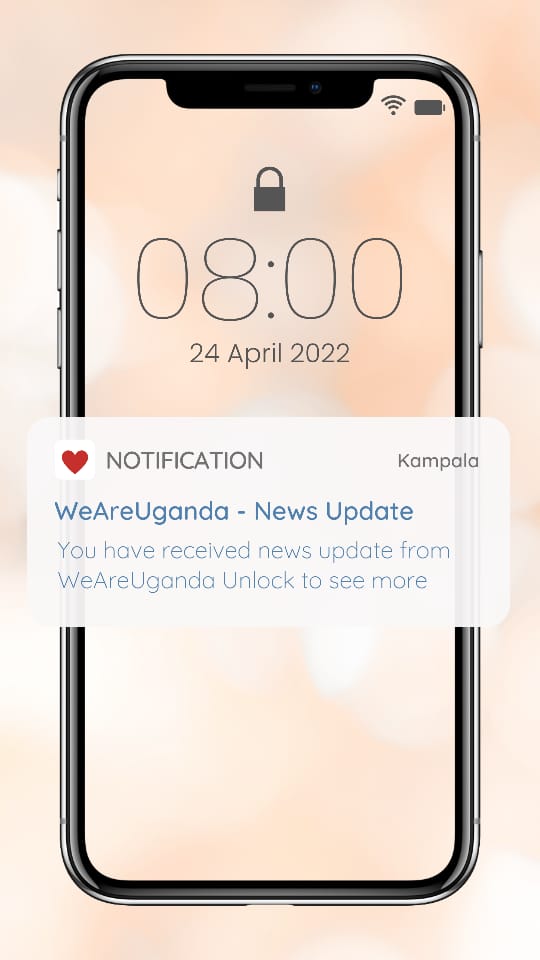 08:00
24 April 2022
NOTIFICATION
Kampala
WeAreUganda - News Update
You have received news update from
WeAreUganda Unlock to see more